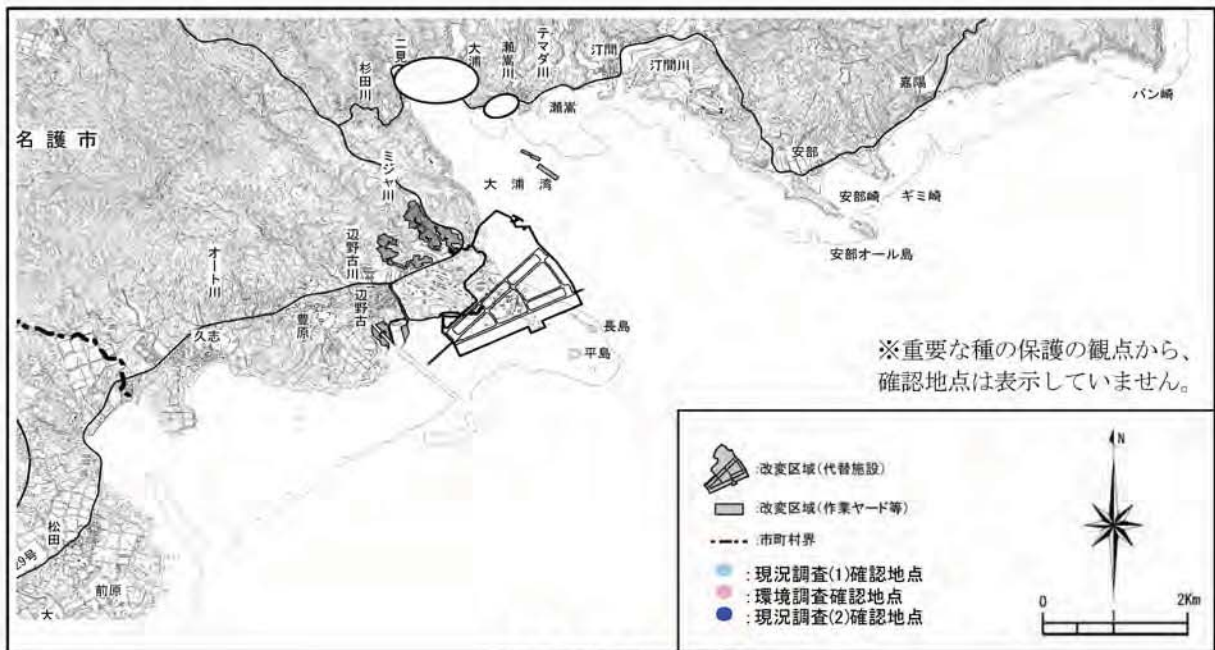 二見
大浦
瀬嵩川
テマダ川
汀間
汀間川
嘉陽
バン崎
杉田川
瀬嵩
名護市
安部
ミジャ川
大浦湾
安部崎
ギミ崎
安部オール島
オート川
辺野古川
辺野古
豊原
久志
長島
平島
※重要な種の保護の観点から、
確認地点は表示していません。
松田
前原
大
:改変区域(代替施設)
:改変区域(作業ヤード等)
:市町村界
:現況調査(1)確認地点
:環境調査確認地点
:現況調査(2)確認地点
N
0 2Km